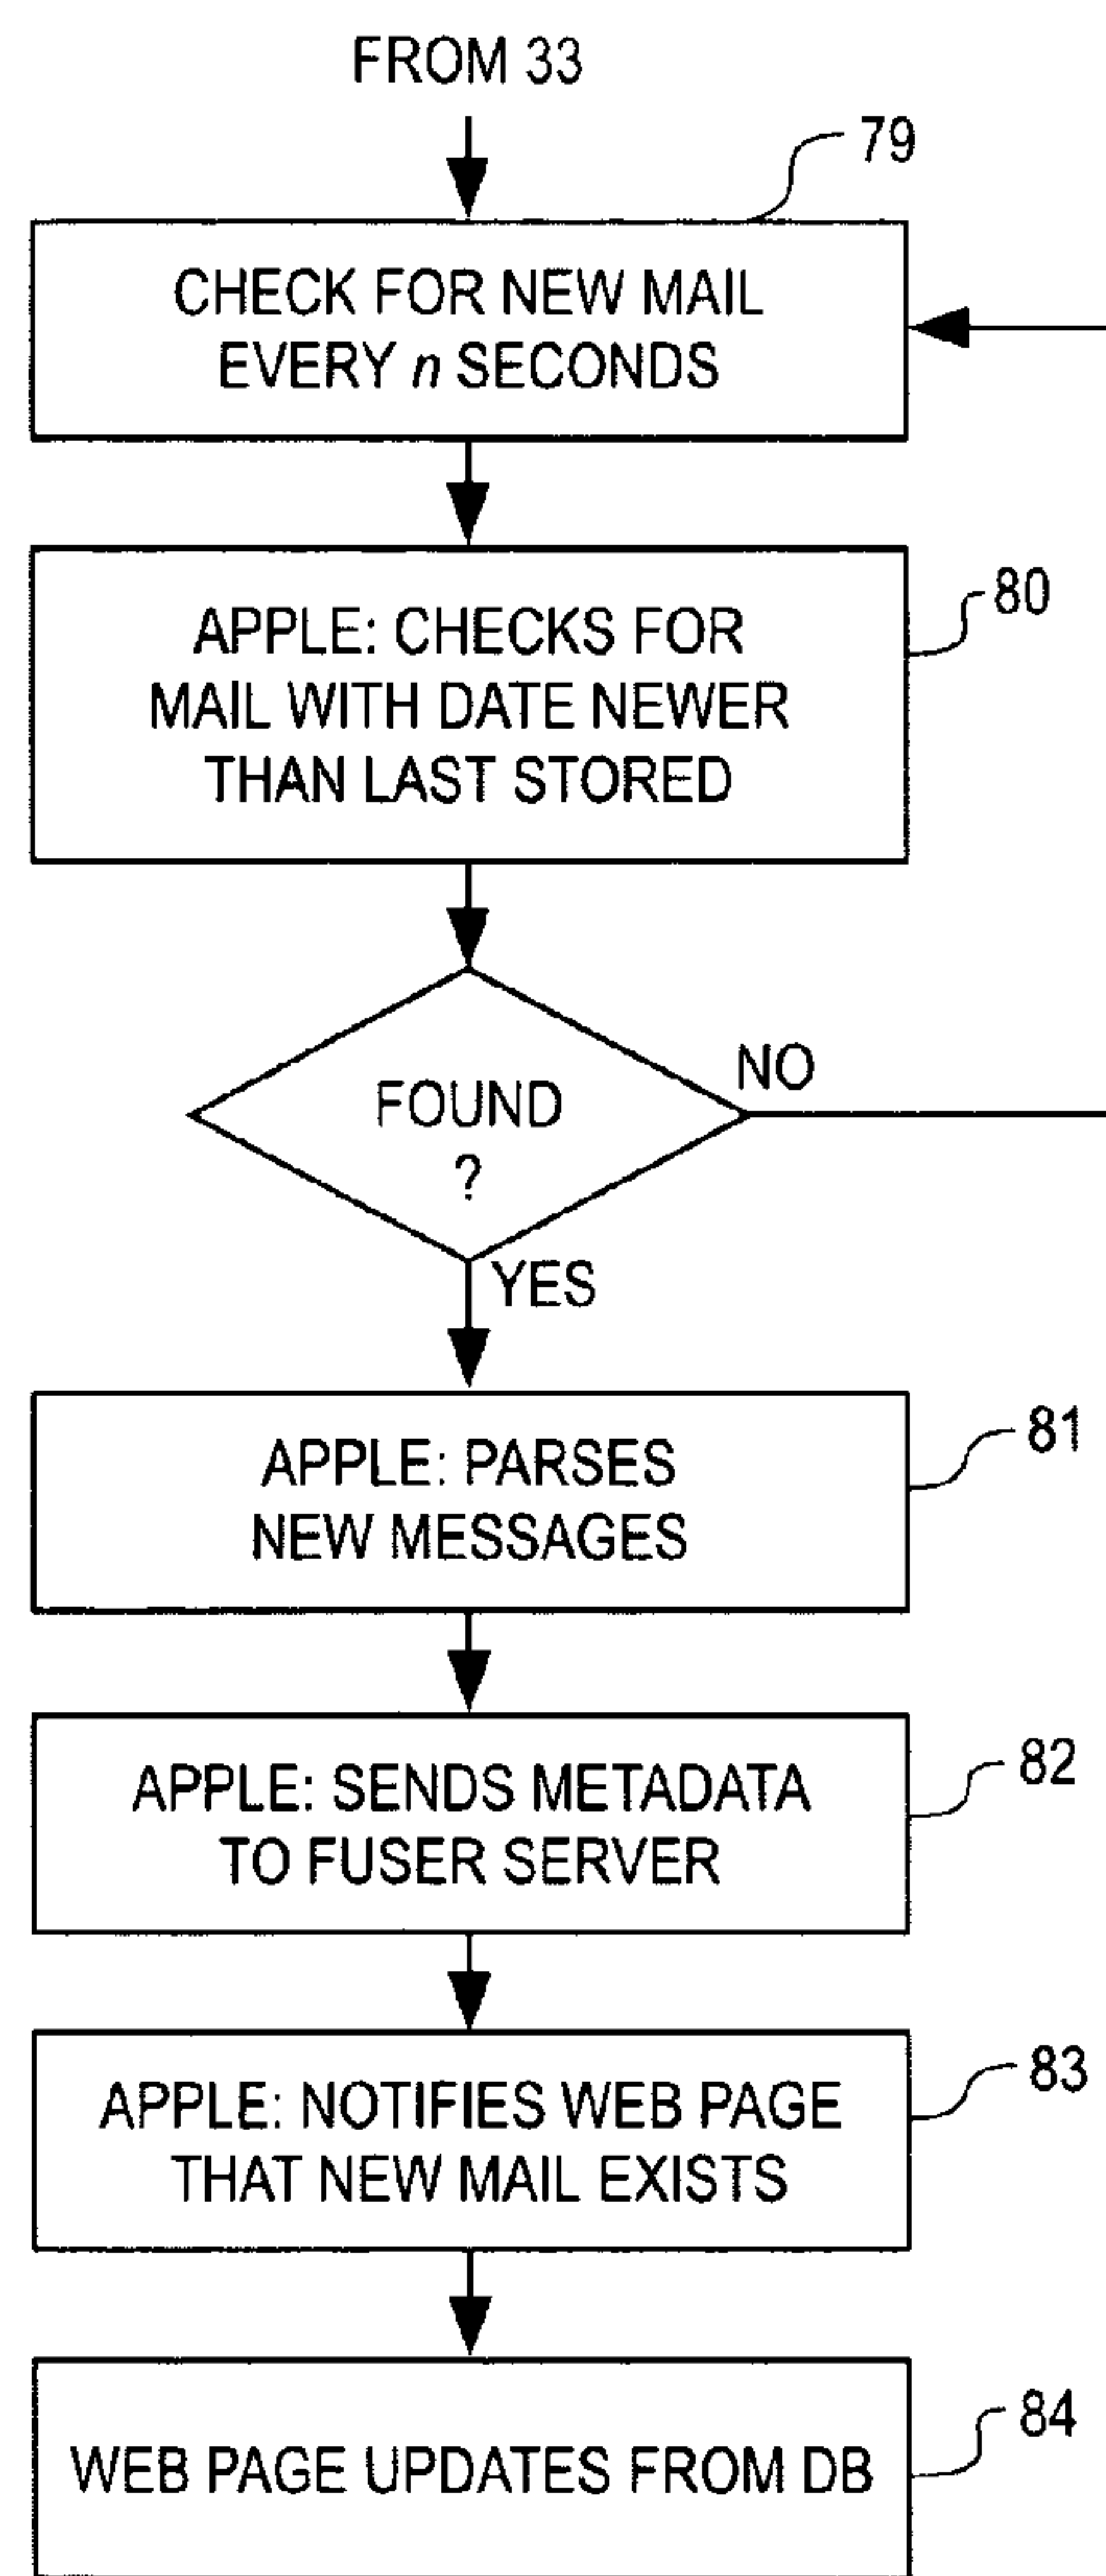 FROM 33
79
CHECK FOR NEW MAIL
EVERY n SECONDS
80
APPLE: CHECKS FOR
MAIL WITH DATE NEWER
THAN LAST STORED
FOUND
?
NO
YES
81
APPLE: PARSES
NEW MESSAGES
82
APPLE: SENDS METADATA
TO FUSER SERVER
83
APPLE: NOTIFIES WEB PAGE
THAT NEW MAIL EXISTS
84
WEB PAGE UPDATES FROM DB